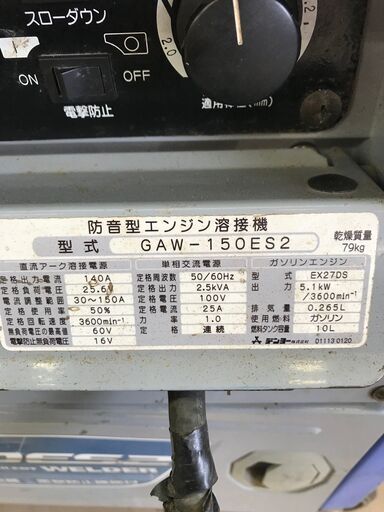 スローダウン
ON OFF
電撃防止
2.0
適用棒径(mm)
防音型エンジン溶接機
型式 GAW-150ES2
乾燥質量 79kg
直流アーク溶接電源
定格出力電流 140A
定格負荷電圧 25.6V
電流調整範囲 30～150A
定格使用率 50%
定格回転速度 3600min⁻¹
無負荷電圧の最高値 60V
電撃防止無負荷電圧 16V
単相交流電源
定格周波数 50/60Hz
定格出力 2.5kVA
定格電圧 100V
定格電流 25A
力率 1.0
定格 連続
ガソリンエンジン
型式 EX27DS
出力 5.1kW/3600min⁻¹
排気量 0.265L
使用燃料 ガソリン
燃料タンク容量 10L
デンヨー株式会社 01113 0120
WELDER